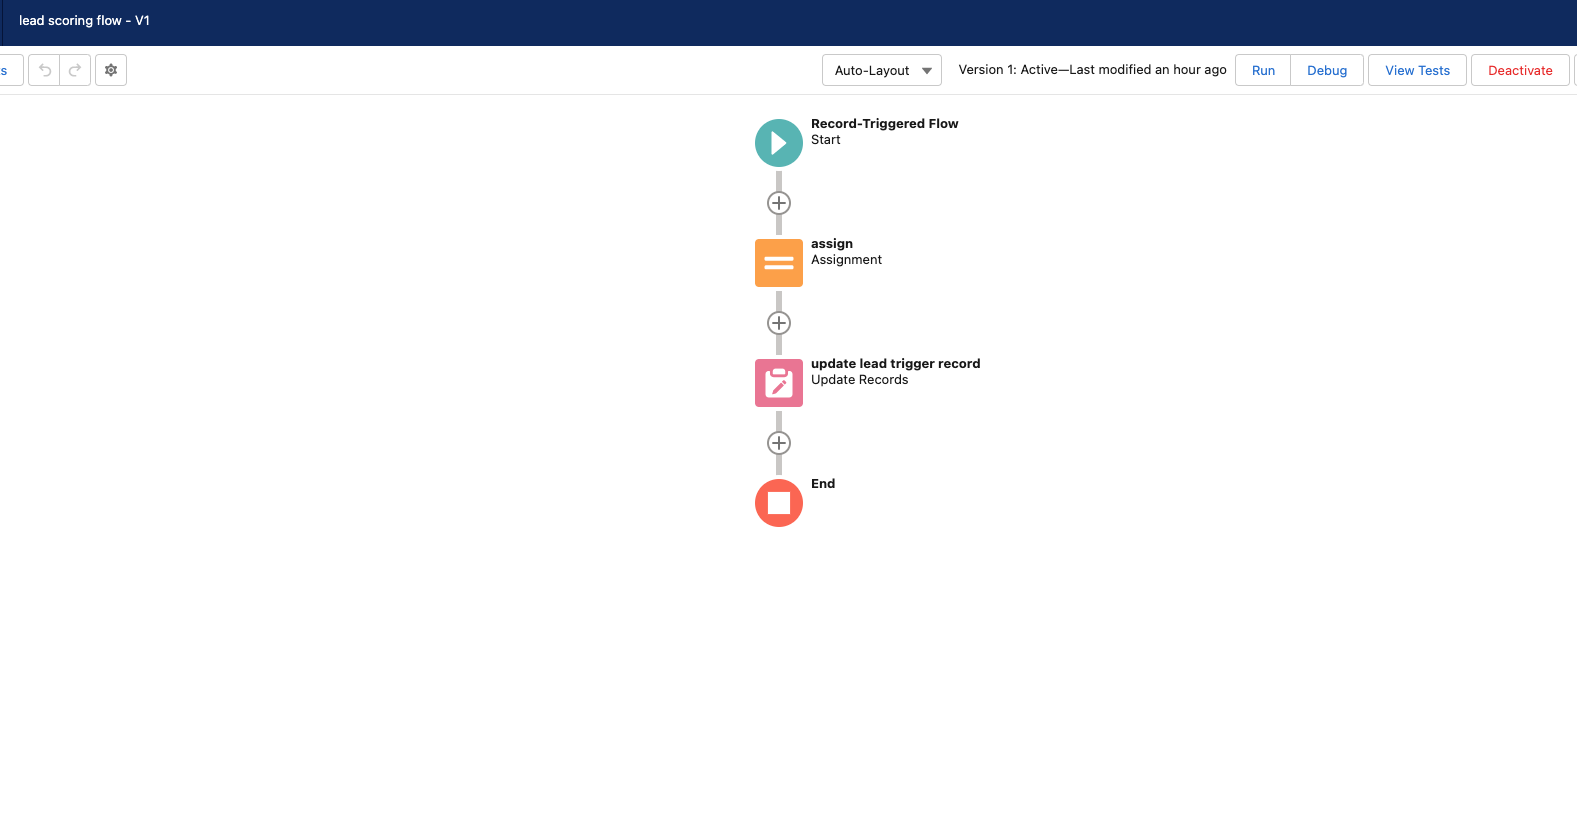 lead scoring flow - V1
s
Auto-Layout
Version 1: Active—Last modified an hour ago
Run
Debug
View Tests
Deactivate
Record-Triggered Flow
Start
assign
Assignment
update lead trigger record
Update Records
End